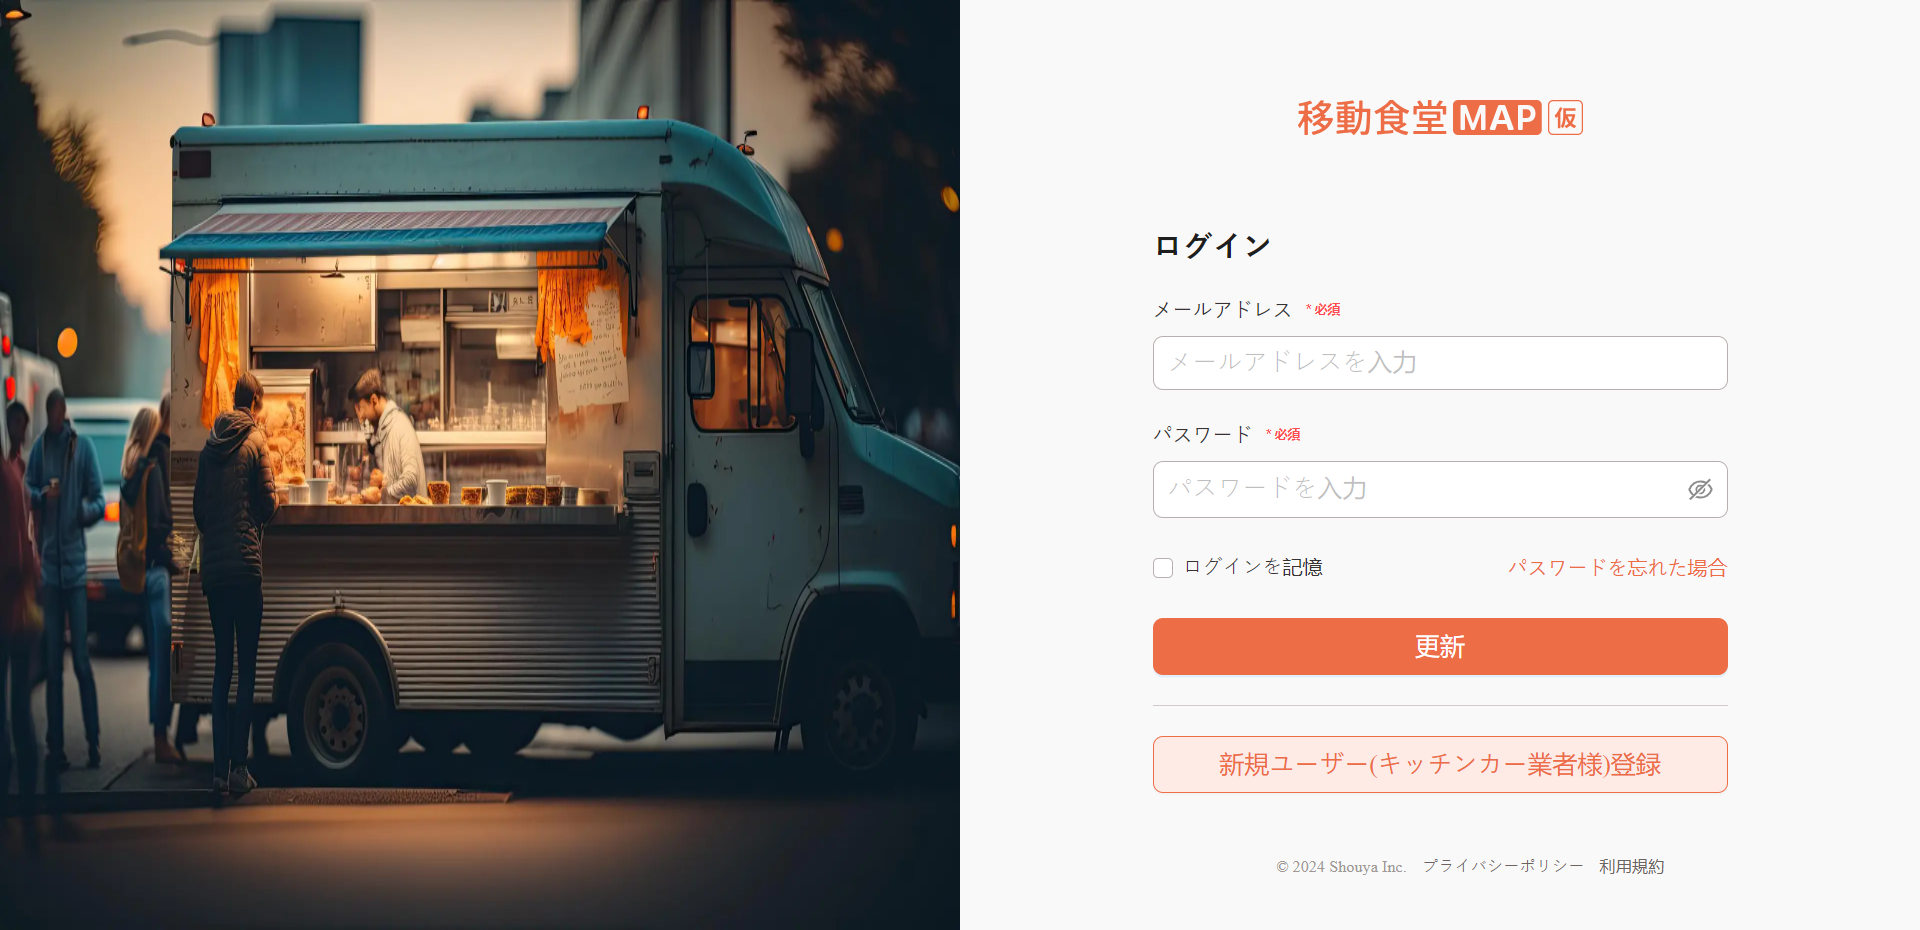 移動食堂 MAP 仮
ログイン
メールアドレス * 必須
メールアドレスを入力
パスワード * 必須
パスワードを入力
ログインを記憶 パスワードを忘れた場合
更新
新規ユーザー(キッチンカー業者様)登録
© 2024 Shouya Inc. プライバシーポリシー 利用規約